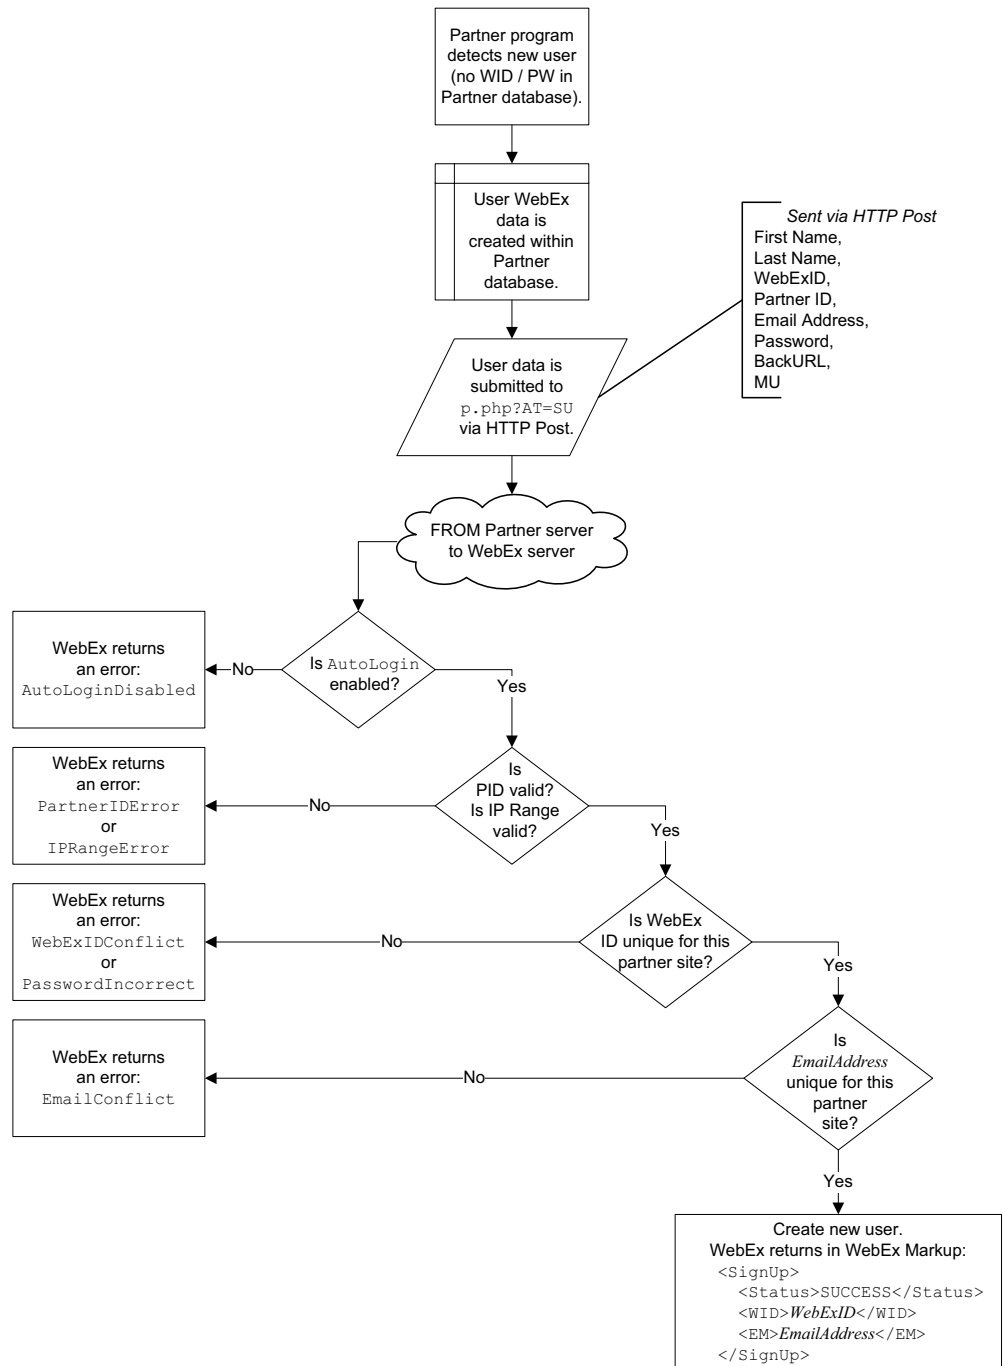 Partner program
detects new user
(no WID / PW in
Partner database).
User WebEx
data is
created within
Partner
database.
Sent via HTTP Post
First Name,
Last Name,
WebExID,
Partner ID,
Email Address,
Password,
BackURL,
MU
User data is
submitted to
p.php?AT=SU
via HTTP Post.
FROM Partner server
to WebEx server
Is AutoLogin
enabled?
No
WebEx returns
an error:
AutoLoginDisabled
Yes
Is
PID valid?
Is IP Range
valid?
No
WebEx returns
an error:
PartnerIDError
or
IPRangeError
Yes
Is WebEx
ID unique for this
partner site?
No
WebEx returns
an error:
WebExIDConflict
or
PasswordIncorrect
Yes
Is
EmailAddress
unique for this
partner
site?
No
WebEx returns
an error:
EmailConflict
Yes
Create new user.
WebEx returns in WebEx Markup:
<SignUp>
<Status>SUCCESS</Status>
<WID>WebExID</WID>
<EM>EmailAddress</EM>
</SignUp>